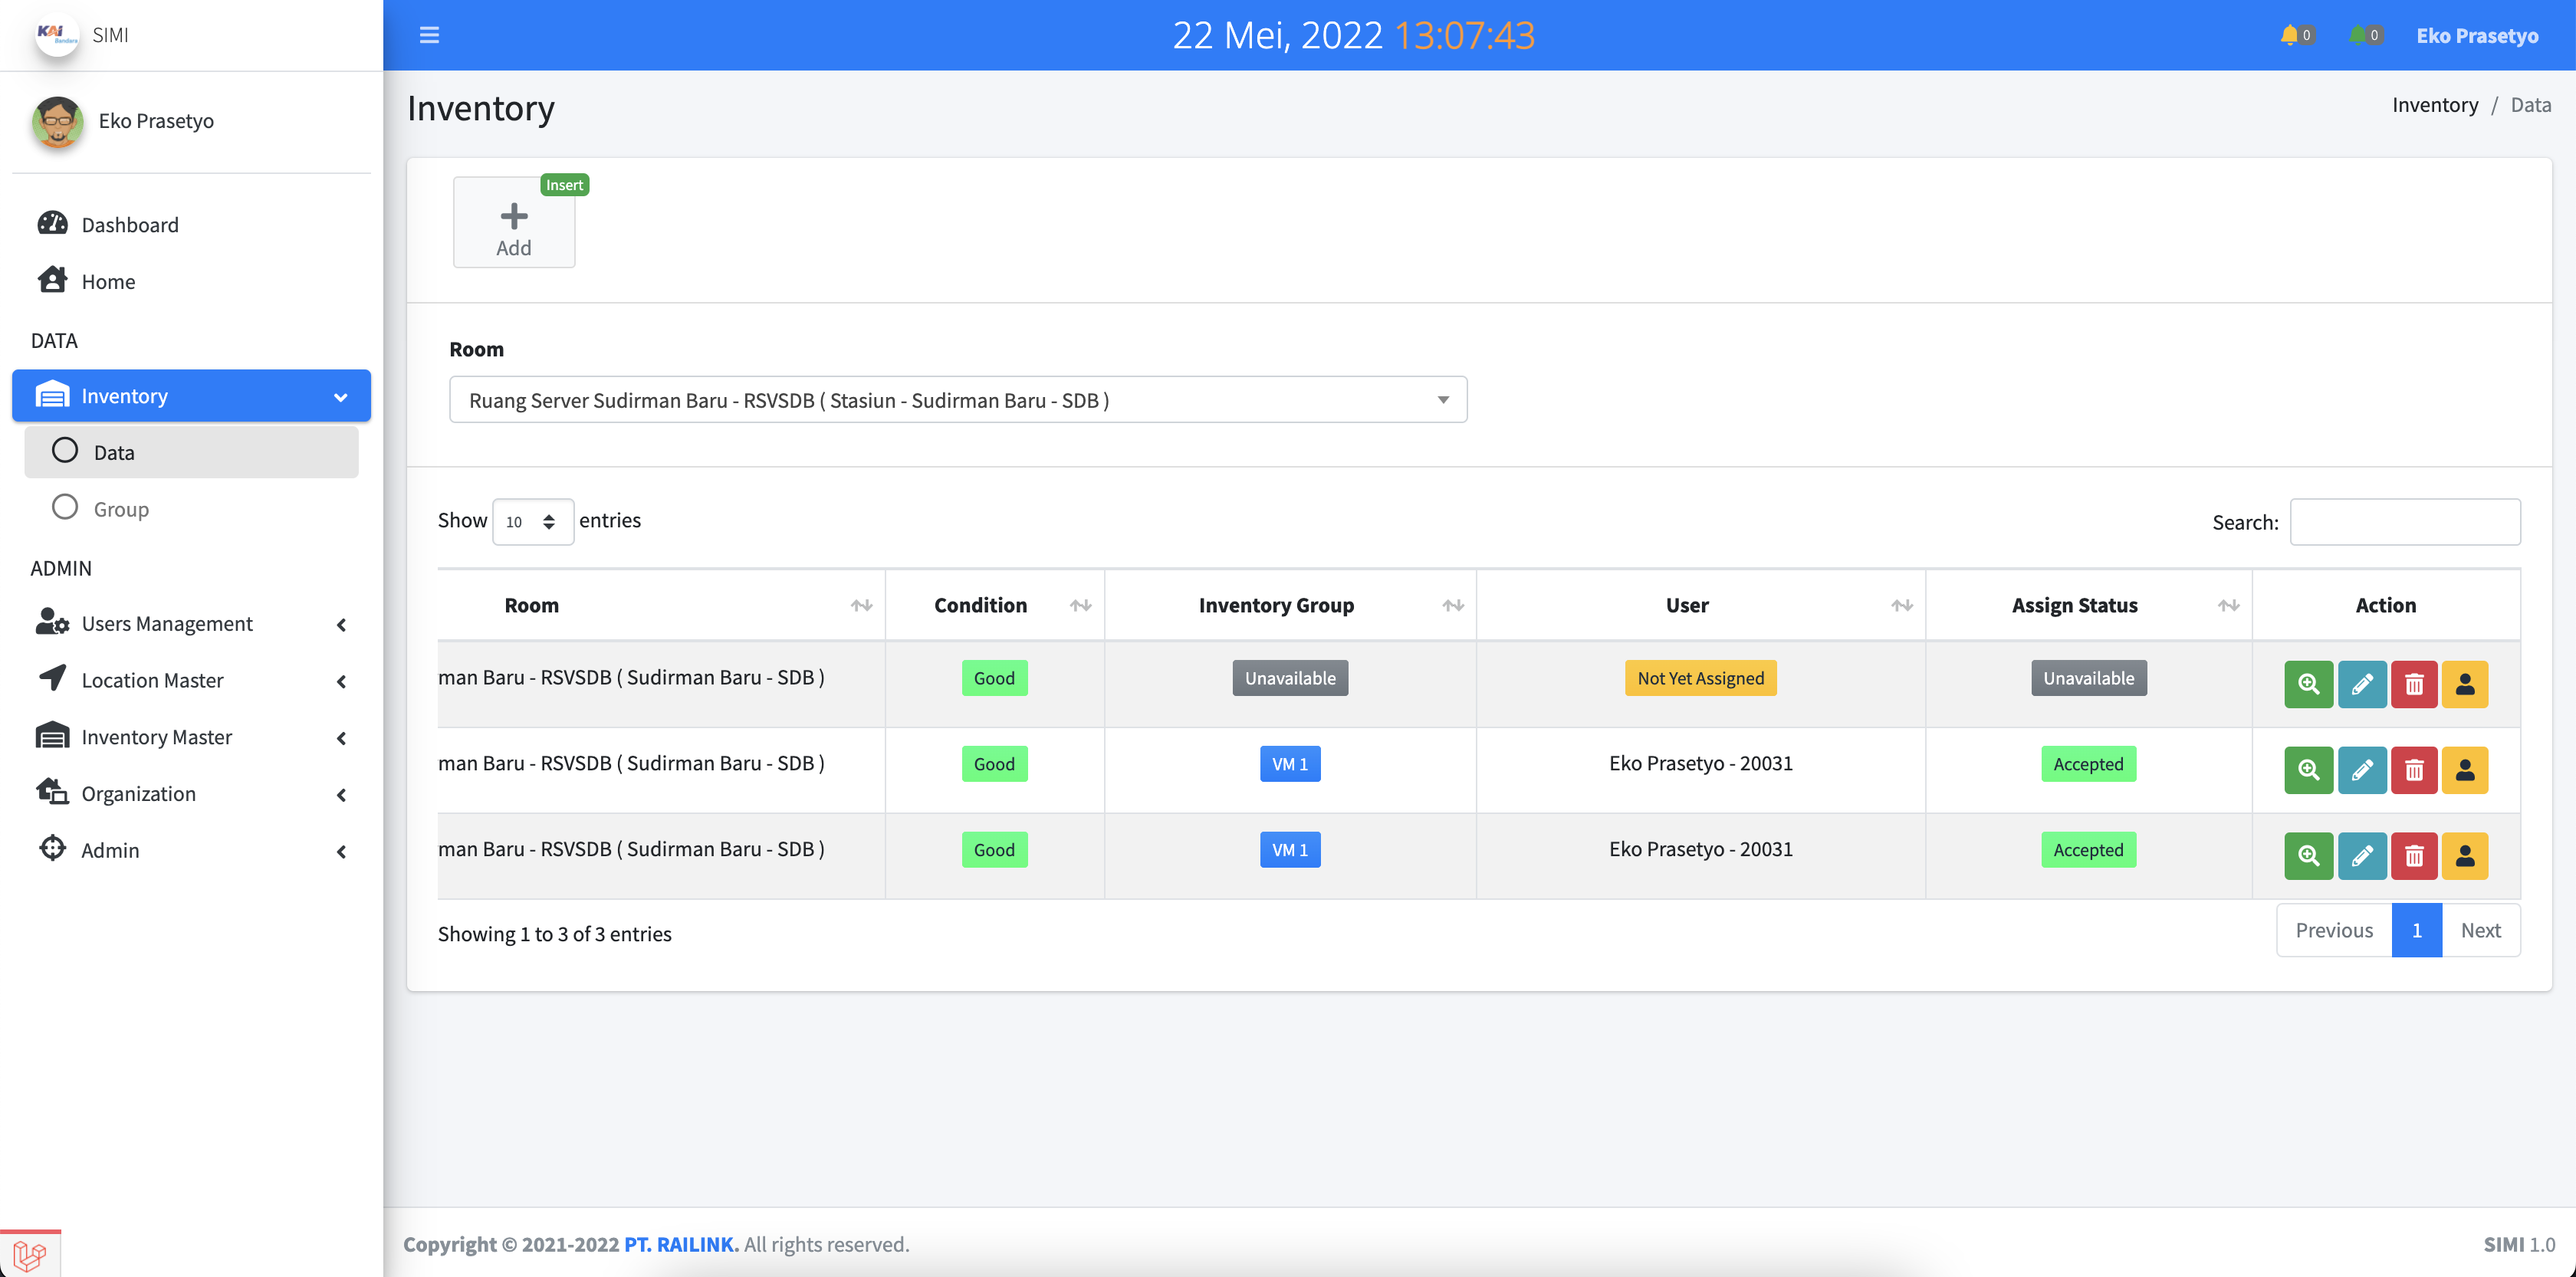 KAI Bandara SIMI
22 Mei, 2022 13:07:43
0 0 Eko Prasetyo
Eko Prasetyo
Dashboard
Home
DATA
Inventory
Data
Group
ADMIN
Users Management
Location Master
Inventory Master
Organization
Admin
Inventory
Inventory / Data
Insert
Add
Room
Ruang Server Sudirman Baru - RSVSDB ( Stasiun - Sudirman Baru - SDB )
Show 10 entries
Search:
Room Condition Inventory Group User Assign Status Action
man Baru - RSVSDB ( Sudirman Baru - SDB ) Good Unavailable Not Yet Assigned Unavailable
man Baru - RSVSDB ( Sudirman Baru - SDB ) Good VM 1 Eko Prasetyo - 20031 Accepted
man Baru - RSVSDB ( Sudirman Baru - SDB ) Good VM 1 Eko Prasetyo - 20031 Accepted
Showing 1 to 3 of 3 entries
Previous 1 Next
Copyright © 2021-2022 PT. RAILINK. All rights reserved.
SIMI 1.0